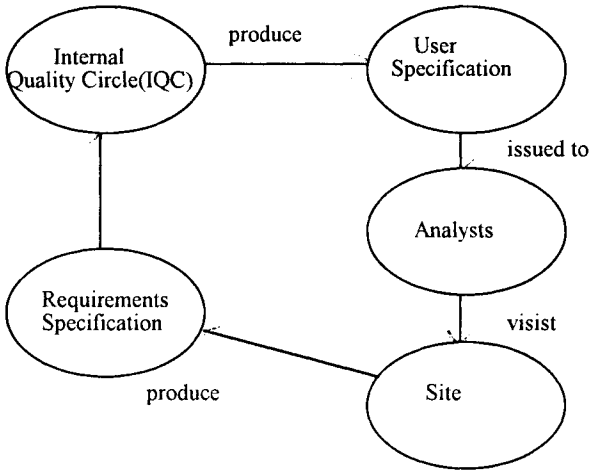 Internal
Quality Circle(IQC)
produce
User
Specification
issued to
Analysts
visist
Site
produce
Requirements
Specification